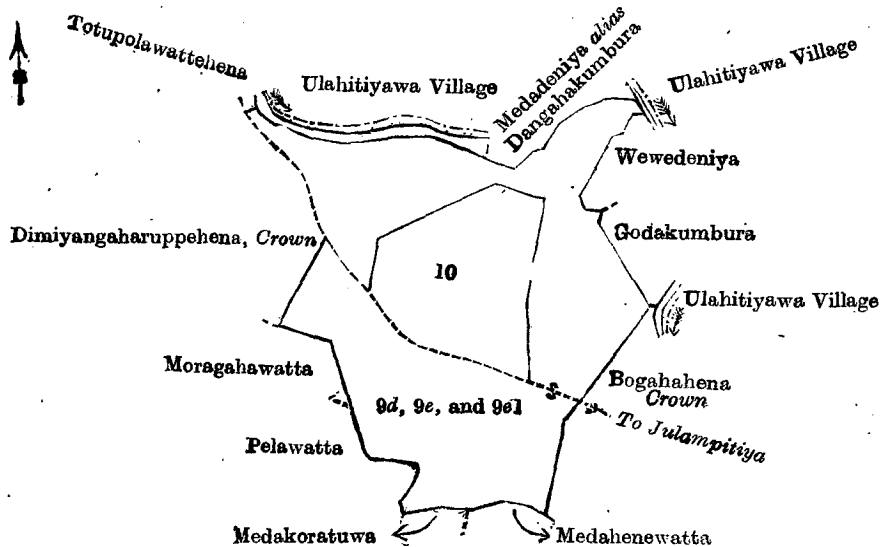 Totupolawattehena
Ulahitiyawa Village
Medadeniya alias
Dangahakumbura
Ulahitiyawa Village
Wewedeniya
Dimiyangaharuppehena, Crown
10
Godakumbura
Ulahitiyawa Village
Moragahawatta
9d, 9e, and 9e1
Bogahahena
Crown
To Julampitiya
Pelawatta
Medakoratuwa
Medahenewatta